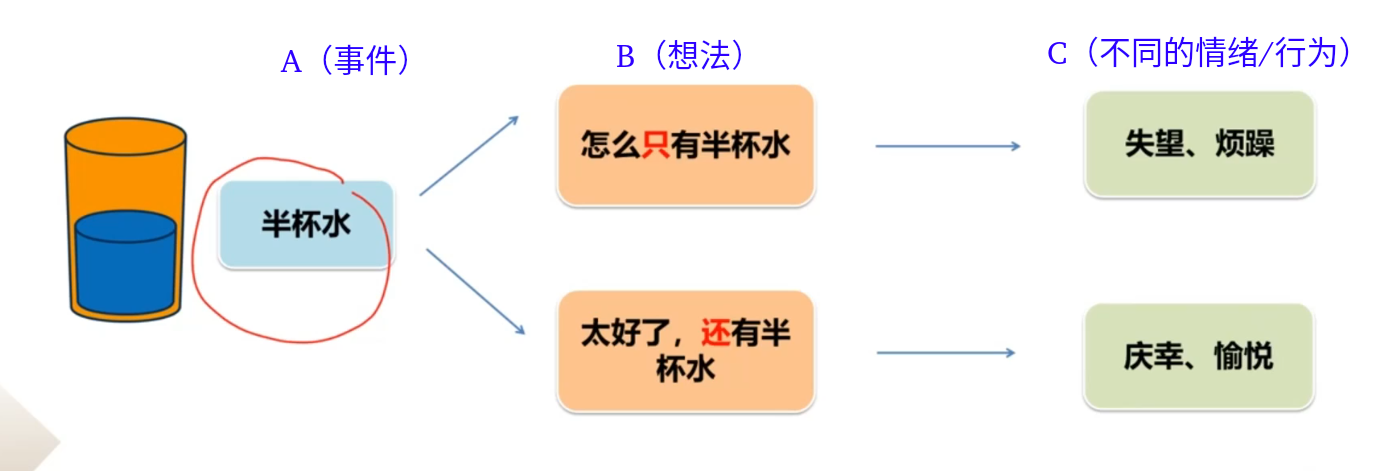 A（事件）
B（想法）
C（不同的情绪/行为）
半杯水
怎么只有半杯水
失望、烦躁
太好了，还有半
杯水
庆幸、愉悦